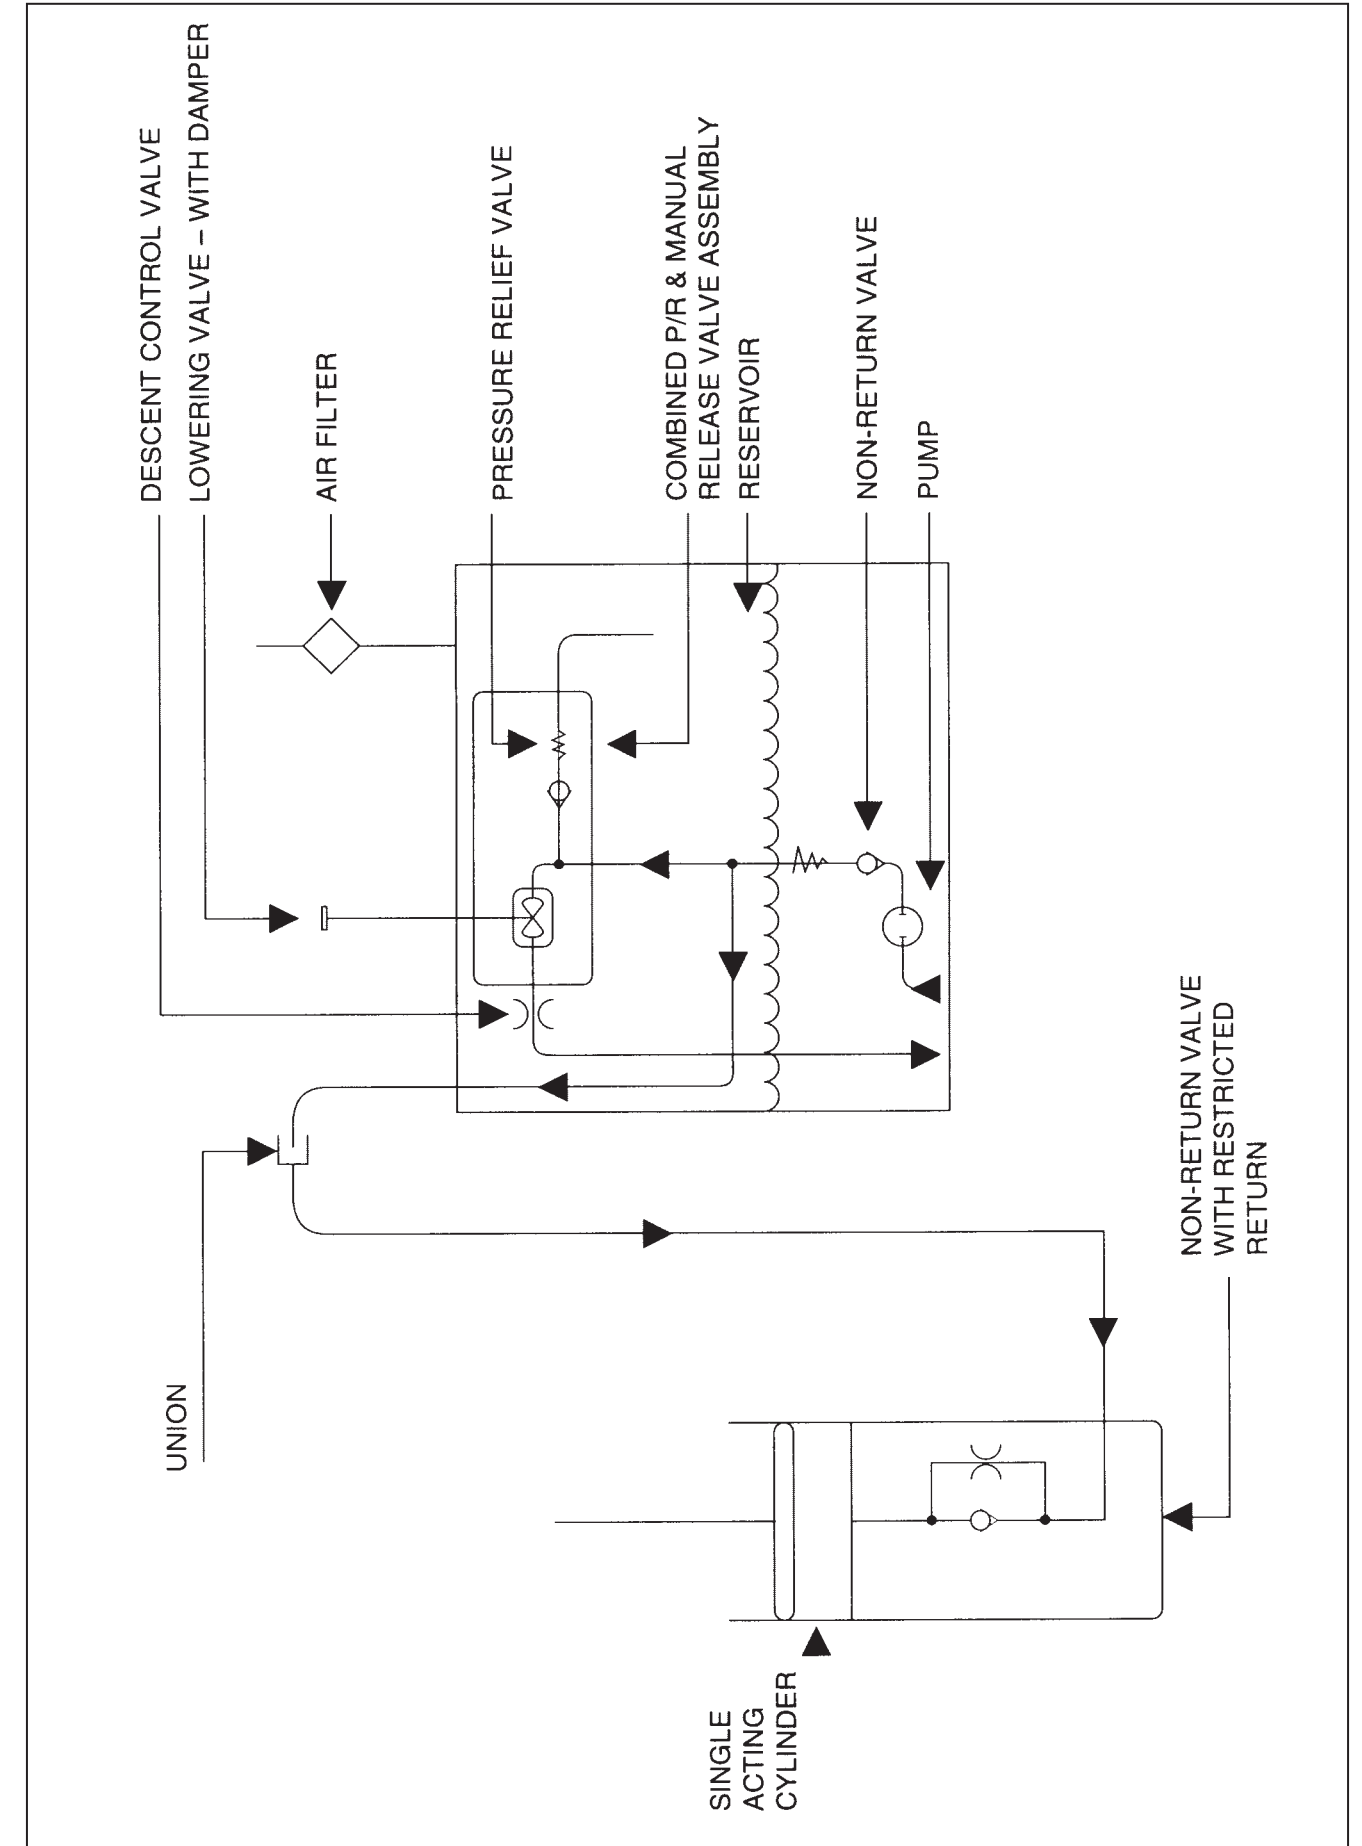 DESCENT CONTROL VALVE
LOWERING VALVE – WITH DAMPER
AIR FILTER
PRESSURE RELIEF VALVE
COMBINED P/R & MANUAL
RELEASE VALVE ASSEMBLY
RESERVOIR
NON-RETURN VALVE
PUMP
UNION
NON-RETURN VALVE
WITH RESTRICTED
RETURN
SINGLE
ACTING
CYLINDER